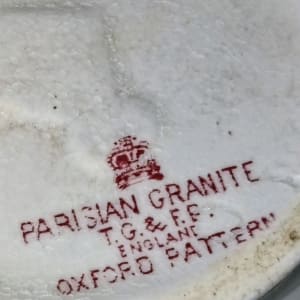 PARISIAN GRANITE
T.G. & F.F.
ENGLAND
OXFORD PATTERN